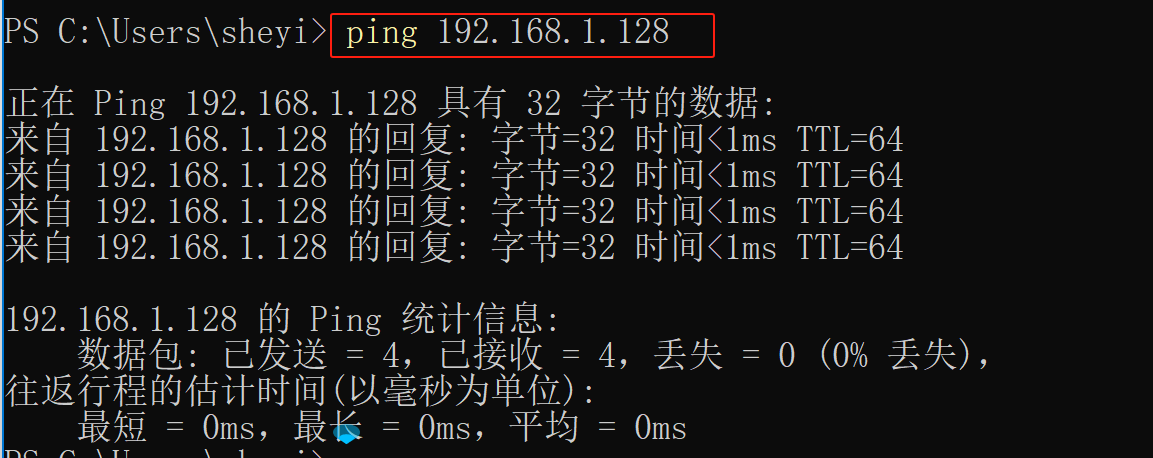 PS C:\Users\sheyi> ping 192.168.1.128
正在 Ping 192.168.1.128 具有 32 字节的数据:
来自 192.168.1.128 的回复: 字节=32 时间<1ms TTL=64
来自 192.168.1.128 的回复: 字节=32 时间<1ms TTL=64
来自 192.168.1.128 的回复: 字节=32 时间<1ms TTL=64
来自 192.168.1.128 的回复: 字节=32 时间<1ms TTL=64
192.168.1.128 的 Ping 统计信息:
数据包: 已发送 = 4，已接收 = 4，丢失 = 0 (0% 丢失)，
往返行程的估计时间(以毫秒为单位):
最短 = 0ms，最长 = 0ms，平均 = 0ms
PS C:\Users\sheyi>